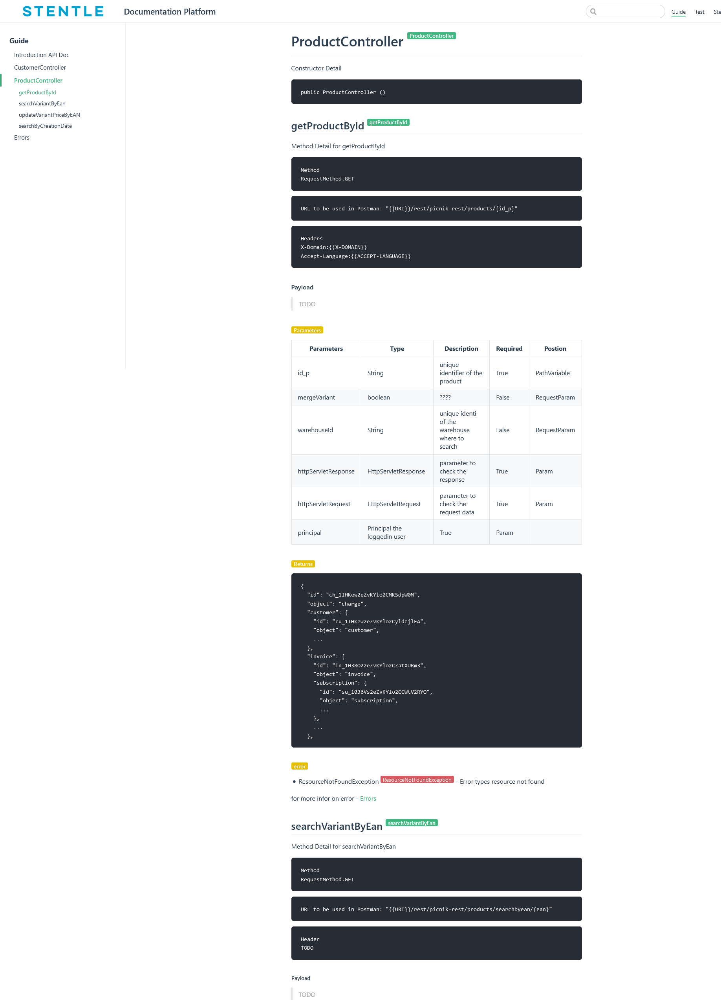 STENTLE
Documentation Platform
Guide Test Ste
Guide
Introduction API Doc
CustomerController
ProductController
getProductById
searchVariantByEan
updateVariantPriceByEAN
searchByCreationDate
Errors
ProductController ProductController
Constructor Detail
public ProductController ()
getProductById getProductById
Method Detail for getProductById
Method
RequestMethod.GET
URL to be used in Postman: "{{URI}}/rest/picnik-rest/products/{id_p}"
Headers
X-Domain:{{X-DOMAIN}}
Accept-Language:{{ACCEPT-LANGUAGE}}
Payload
TODO
Parameters
Parameters Type Description Required Postion
id_p String unique identifier of the product True PathVariable
mergeVariant boolean ???? False RequestParam
warehouseId String unique identi of the warehouse where to search False RequestParam
httpServletResponse HttpServletResponse parameter to check the response True Param
httpServletRequest HttpServletRequest parameter to check the request data True Param
principal Principal the loggedin user True Param
Returns
{
"id": "ch_1IHKew2eZvKYlo2CMKSdpW0M",
"object": "charge",
"customer": {
"id": "cu_1IHKew2eZvKYlo2CyldejlFA",
"object": "customer",
...
},
"invoice": {
"id": "in_1038O22eZvKYlo2CZatXURm3",
"object": "invoice",
"subscription": {
"id": "su_1036Vs2eZvKYlo2CCWtV2RYO",
"object": "subscription",
...
},
...
},
error
• ResourceNotFoundException ResourceNotFoundException - Error types resource not found
for more infor on error - Errors
searchVariantByEan searchVariantByEan
Method Detail for searchVariantByEan
Method
RequestMethod.GET
URL to be used in Postman: "{{URI}}/rest/picnik-rest/products/searchbyean/{ean}"
Header
TODO
Payload
TODO